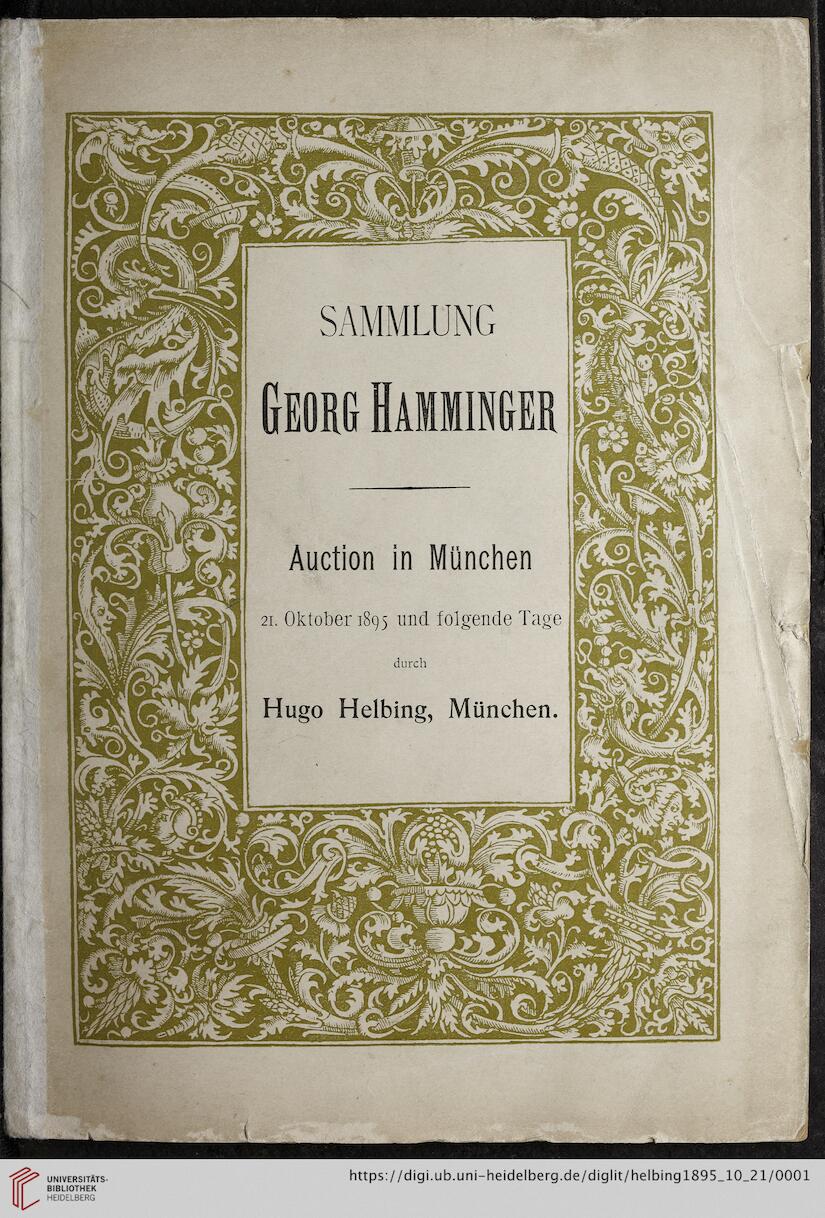 SAMMLUNG
GEORG HAMMINGER
Auction in München
21. Oktober 1895 und folgende Tage
durch
Hugo Helbing, München.
UNIVERSITÄTS-
BIBLIOTHEK
HEIDELBERG
https://digi.ub.uni-heidelberg.de/diglit/helbing1895_10_21/0001